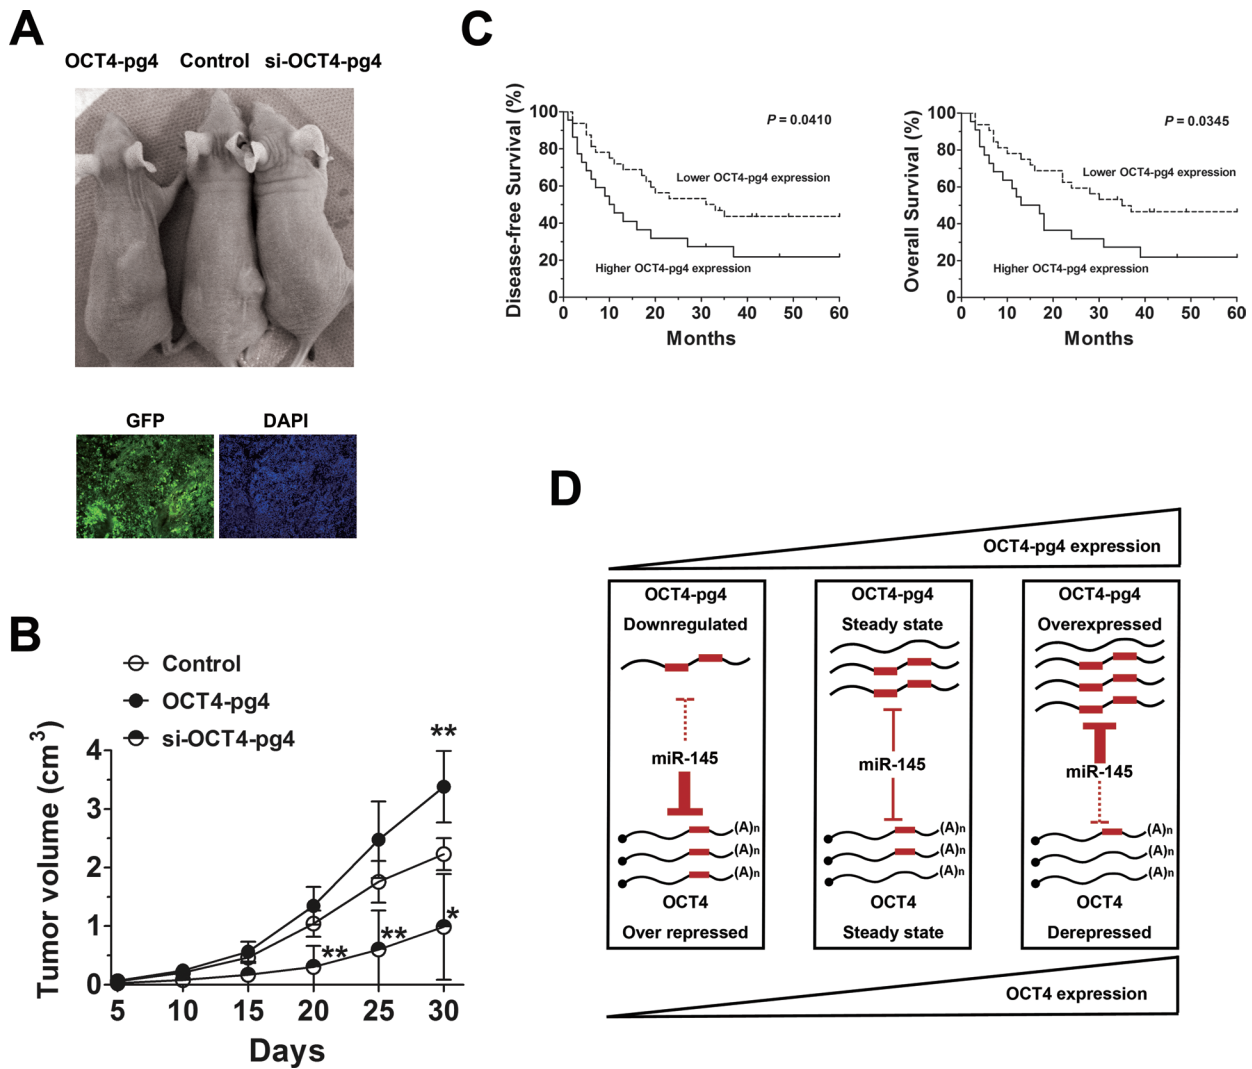 A
OCT4-pg4 Control si-OCT4-pg4
GFP DAPI
B
Control
OCT4-pg4
si-OCT4-pg4
Tumor volume (cm3)
4
3
2
1
0
**
**
**
*
5 10 15 20 25 30
Days
C
Disease-free Survival (%)
100
80
60
40
20
0
P = 0.0410
Lower OCT4-pg4 expression
Higher OCT4-pg4 expression
0 10 20 30 40 50 60
Months
Overall Survival (%)
100
80
60
40
20
0
P = 0.0345
Lower OCT4-pg4 expression
Higher OCT4-pg4 expression
0 10 20 30 40 50 60
Months
D
OCT4-pg4 expression
OCT4-pg4
Downregulated
miR-145
(A)n
(A)n
(A)n
OCT4
Over repressed
OCT4-pg4
Steady state
miR-145
(A)n
(A)n
(A)n
OCT4
Steady state
OCT4-pg4
Overexpressed
miR-145
(A)n
(A)n
(A)n
OCT4
Derepressed
OCT4 expression